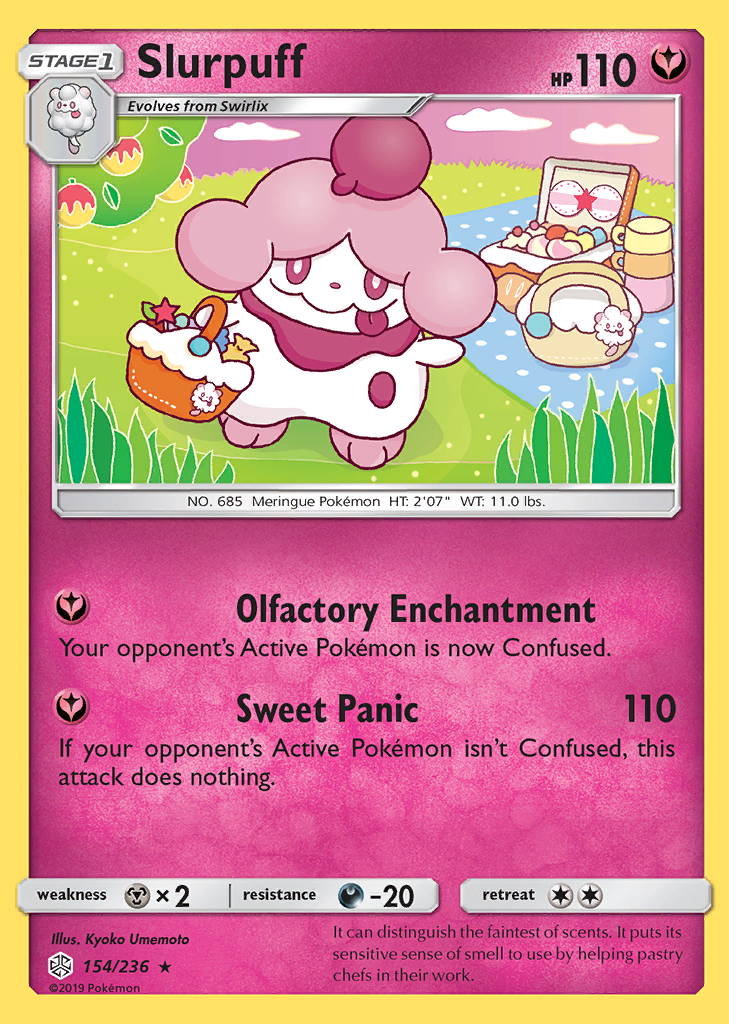 STAGE1 Slurpuff HP110
Evolves from Swirlix
NO. 685 Meringue Pokémon HT: 2'07" WT: 11.0 lbs.
Olfactory Enchantment
Your opponent's Active Pokémon is now Confused.
Sweet Panic 110
If your opponent's Active Pokémon isn't Confused, this
attack does nothing.
weakness ×2 resistance -20 retreat
Illus. Kyoko Umemoto
154/236 ★
©2019 Pokémon
It can distinguish the faintest of scents. It puts its
sensitive sense of smell to use by helping pastry
chefs in their work.